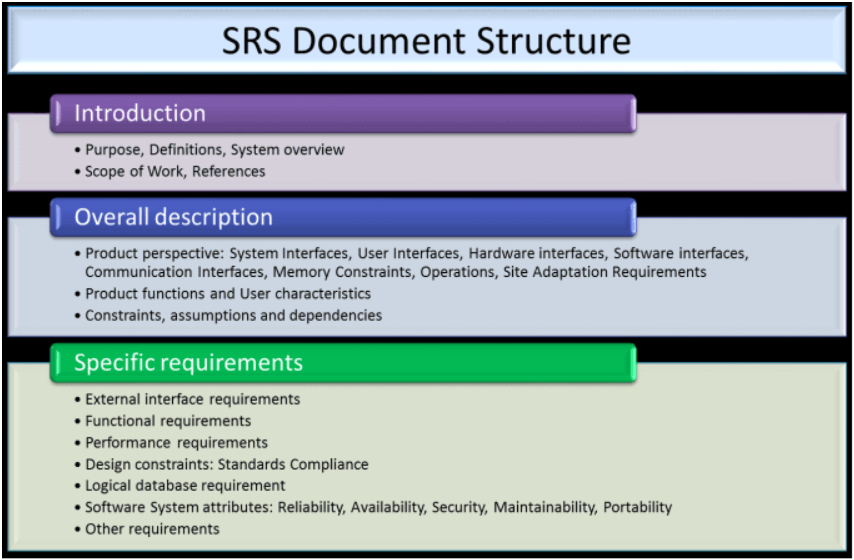 SRS Document Structure
Introduction
• Purpose, Definitions, System overview
• Scope of Work, References
Overall description
• Product perspective: System Interfaces, User Interfaces, Hardware interfaces, Software interfaces,
Communication Interfaces, Memory Constraints, Operations, Site Adaptation Requirements
• Product functions and User characteristics
• Constraints, assumptions and dependencies
Specific requirements
• External interface requirements
• Functional requirements
• Performance requirements
• Design constraints: Standards Compliance
• Logical database requirement
• Software System attributes: Reliability, Availability, Security, Maintainability, Portability
• Other requirements